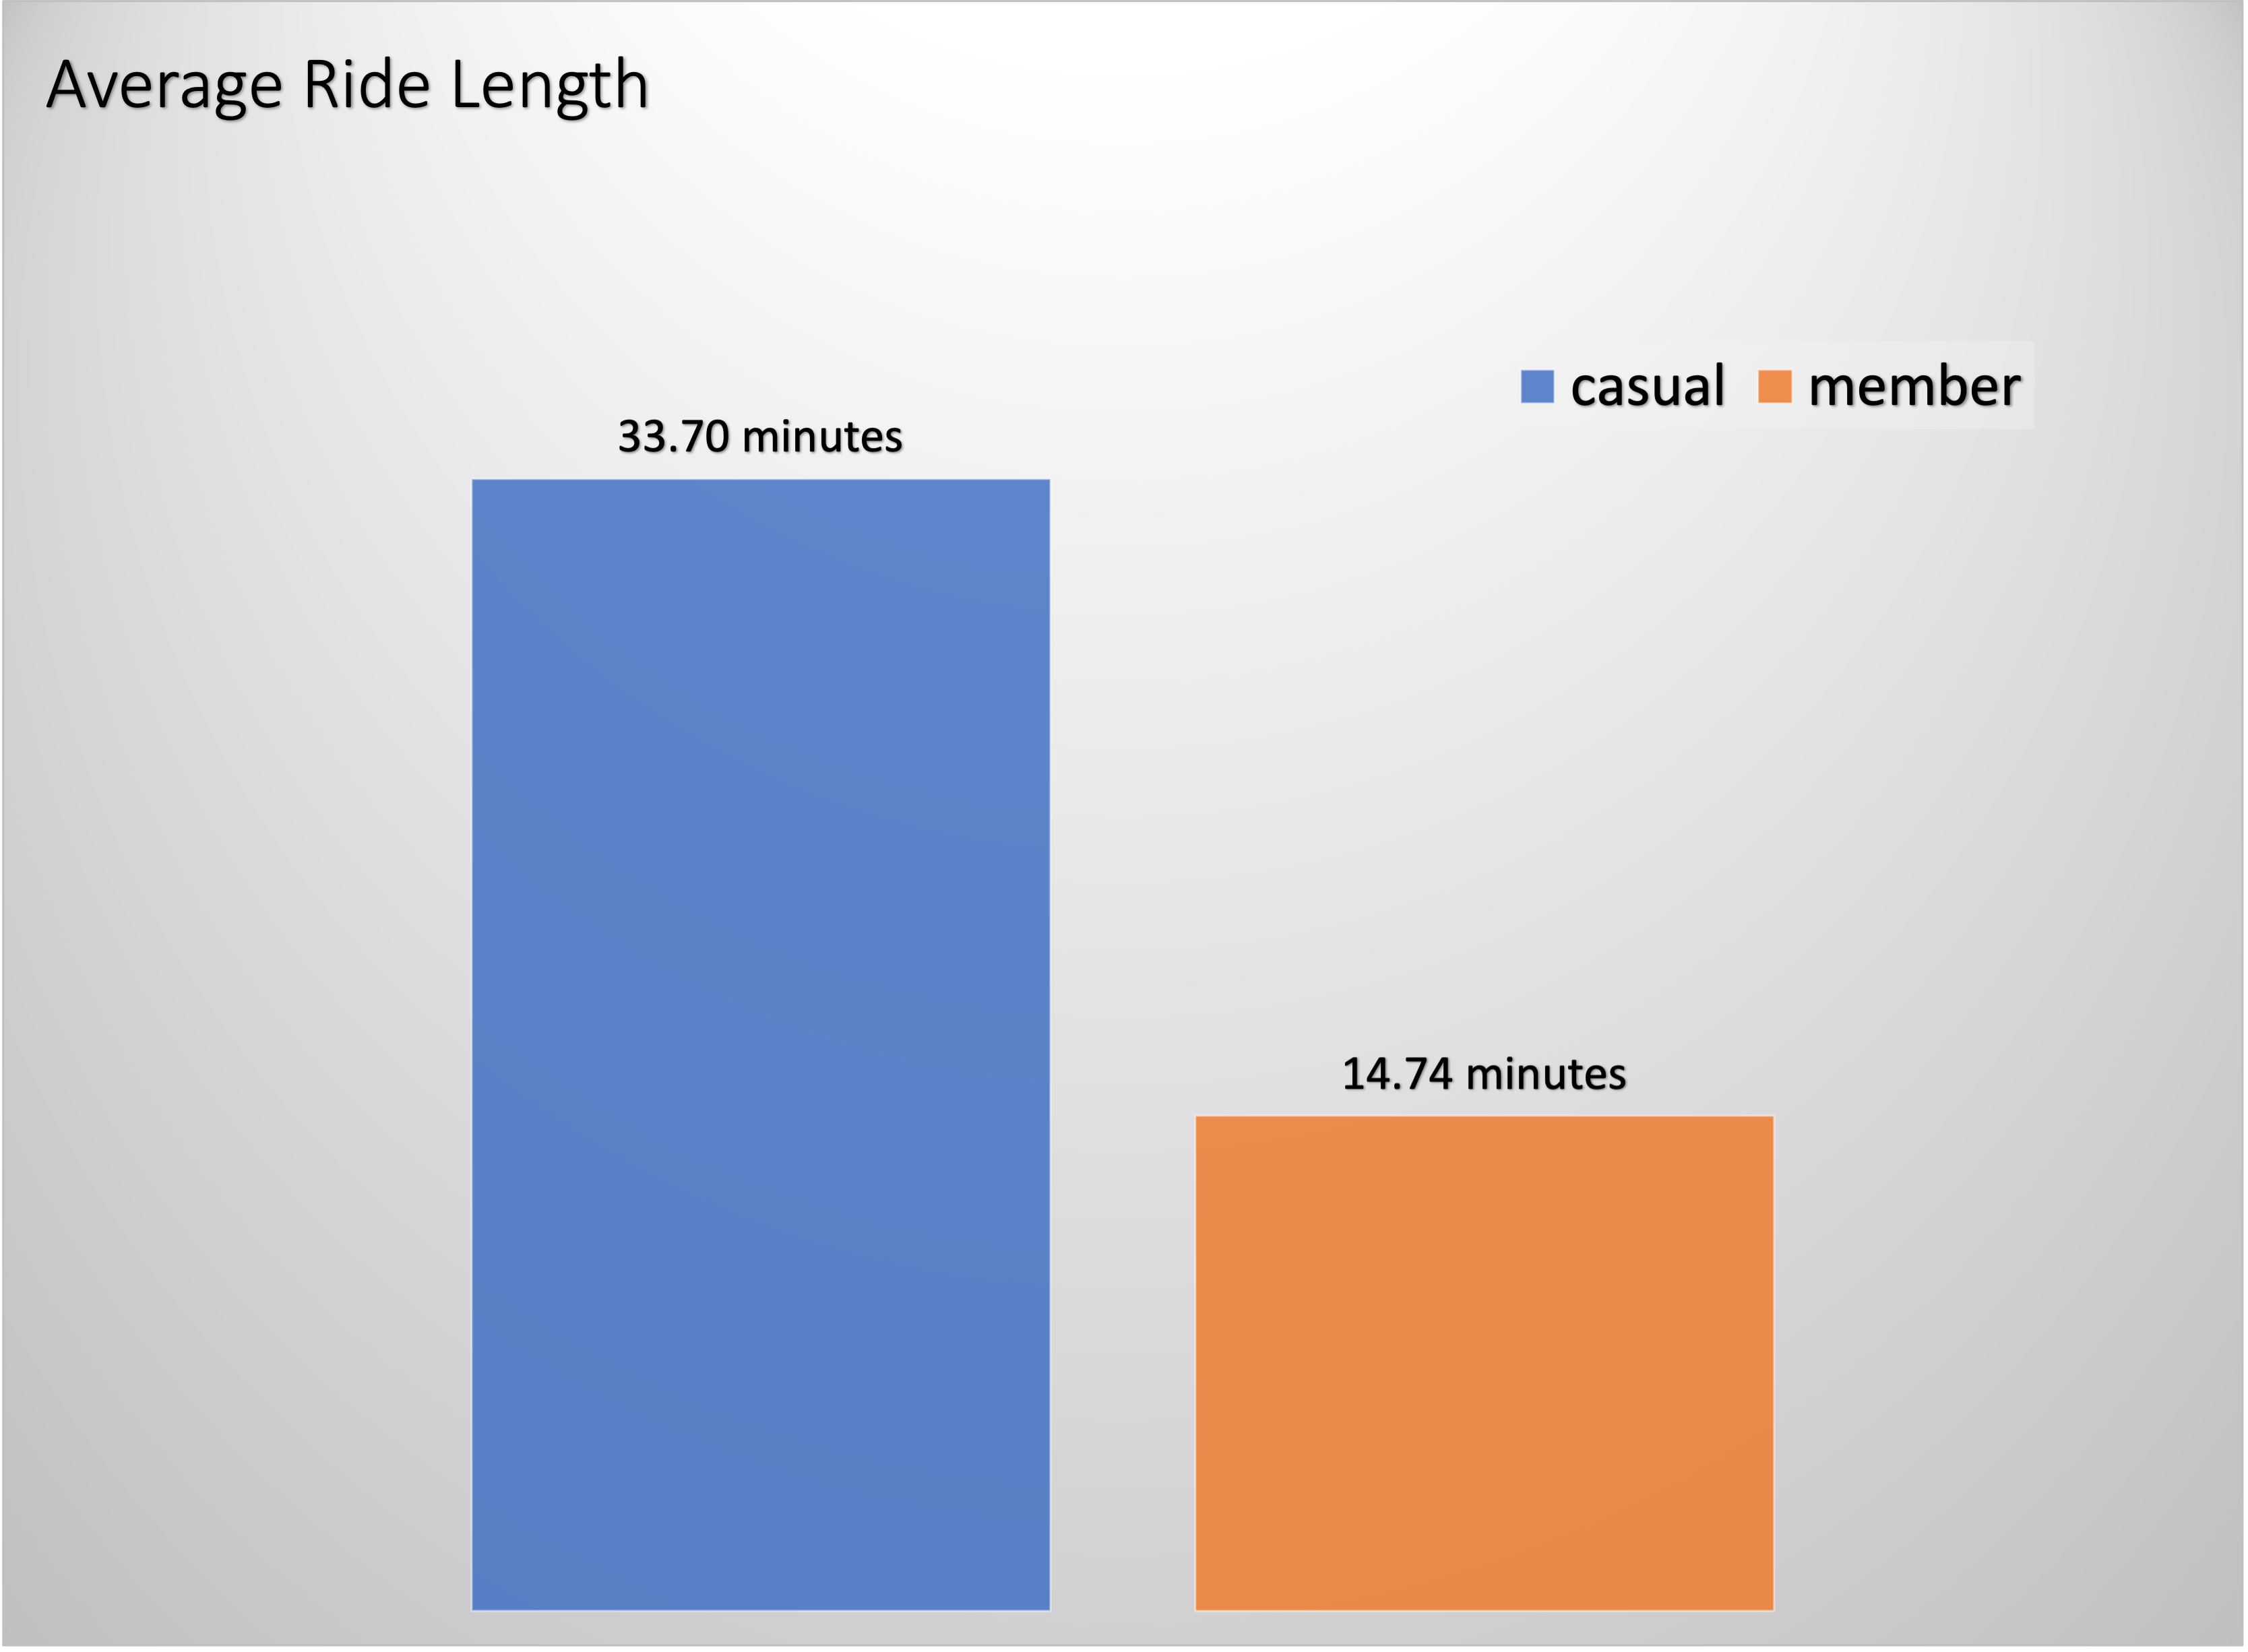 Average Ride Length
casual member
33.70 minutes
14.74 minutes